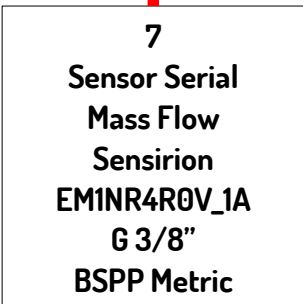 7
Sensor Serial
Mass Flow
Sensirion
EM1NR4R0V_1A
G 3/8”
BSPP Metric